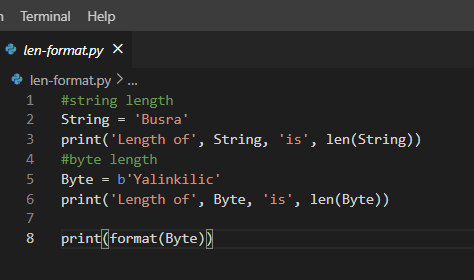 Terminal Help
len-format.py ×
len-format.py > ...
1 #string length
2 String = 'Busra'
3 print('Length of', String, 'is', len(String))
4 #byte length
5 Byte = b'Yalinkilic'
6 print('Length of', Byte, 'is', len(Byte))
7
8 print(format(Byte))